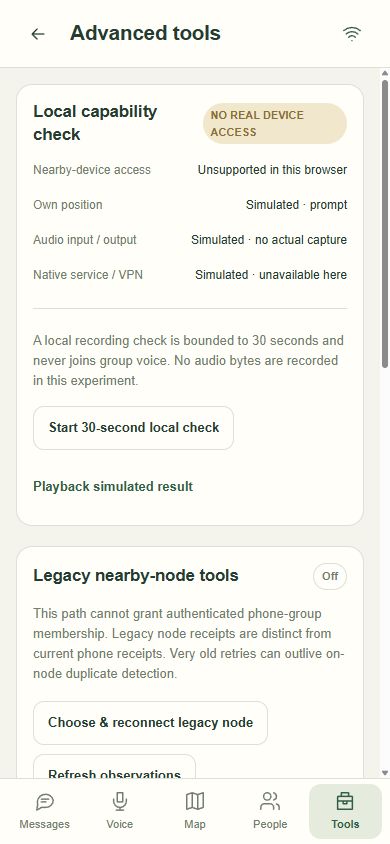 Advanced tools
Local capability
check
NO REAL DEVICE
ACCESS
Nearby-device access
Unsupported in this browser
Own position
Simulated · prompt
Audio input / output
Simulated · no actual capture
Native service / VPN
Simulated · unavailable here
A local recording check is bounded to 30 seconds and
never joins group voice. No audio bytes are recorded
in this experiment.
Start 30-second local check
Playback simulated result
Legacy nearby-node tools
Off
This path cannot grant authenticated phone-group
membership. Legacy node receipts are distinct from
current phone receipts. Very old retries can outlive on-
node duplicate detection.
Choose & reconnect legacy node
Refresh observations
Messages
Voice
Map
People
Tools